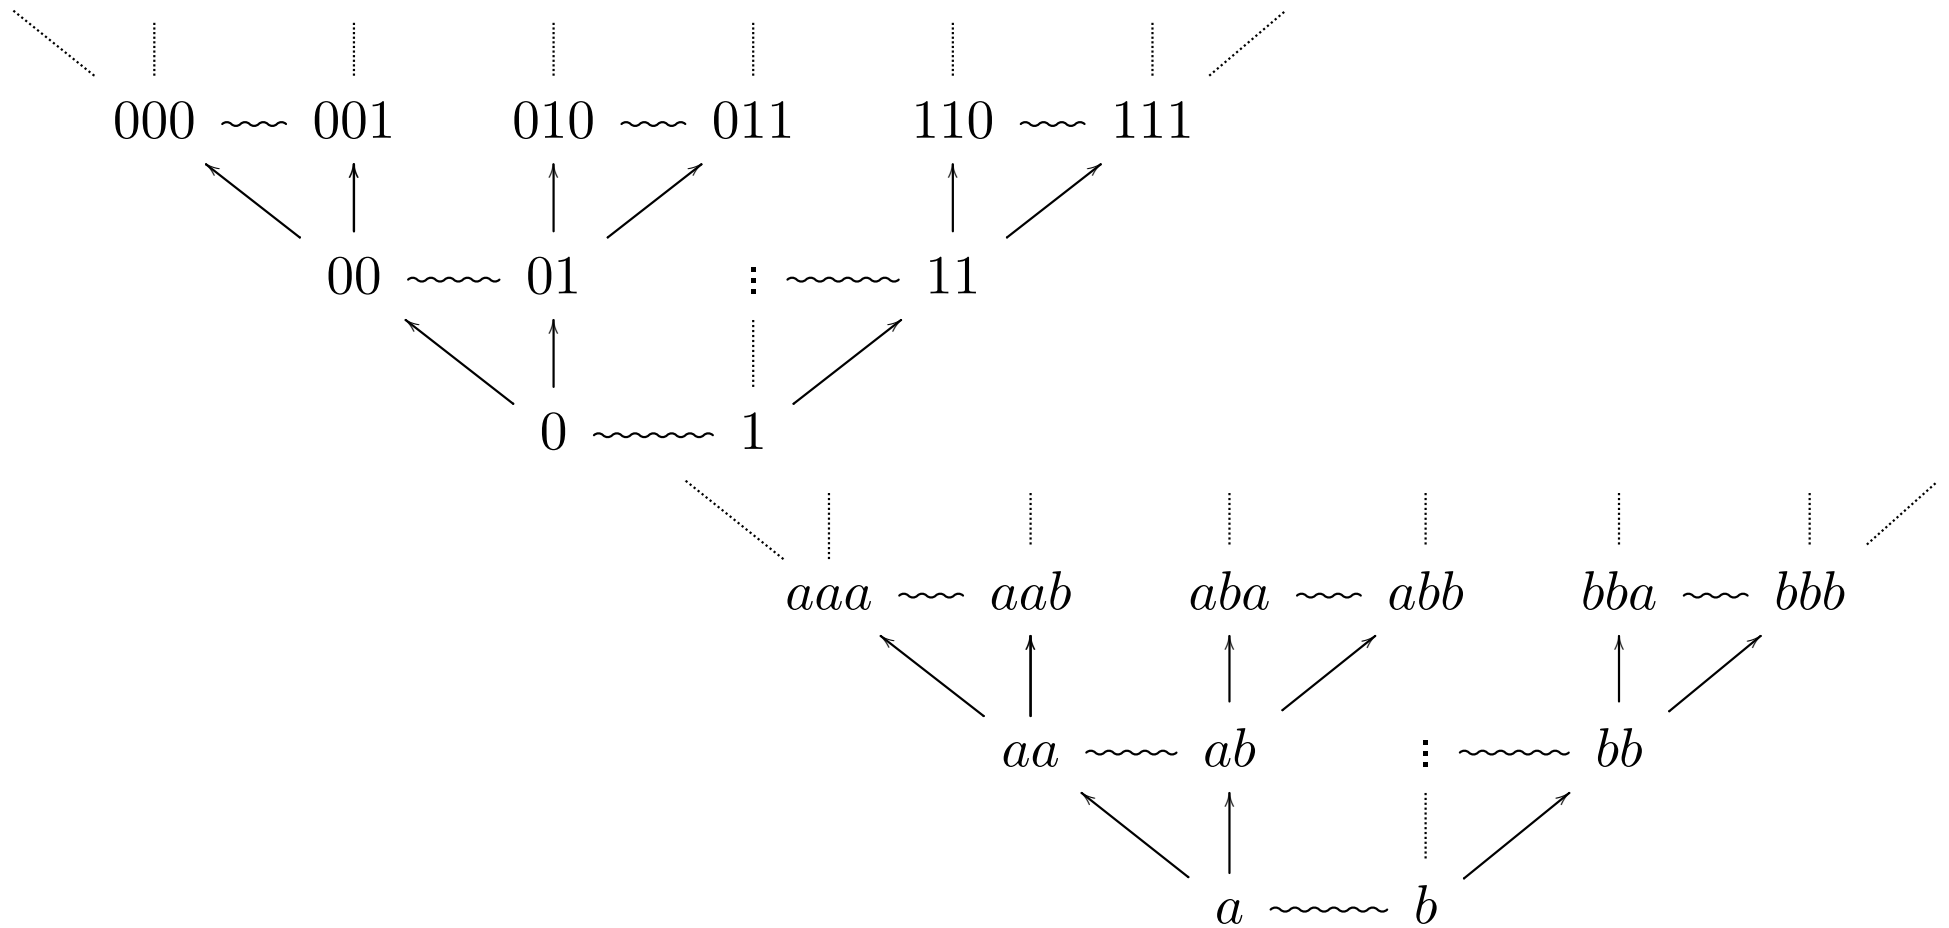 000 001 010 011 110 111
00 01 ⋮ 11
0 1
aaa aab aba abb bba bbb
aa ab ⋮ bb
a b